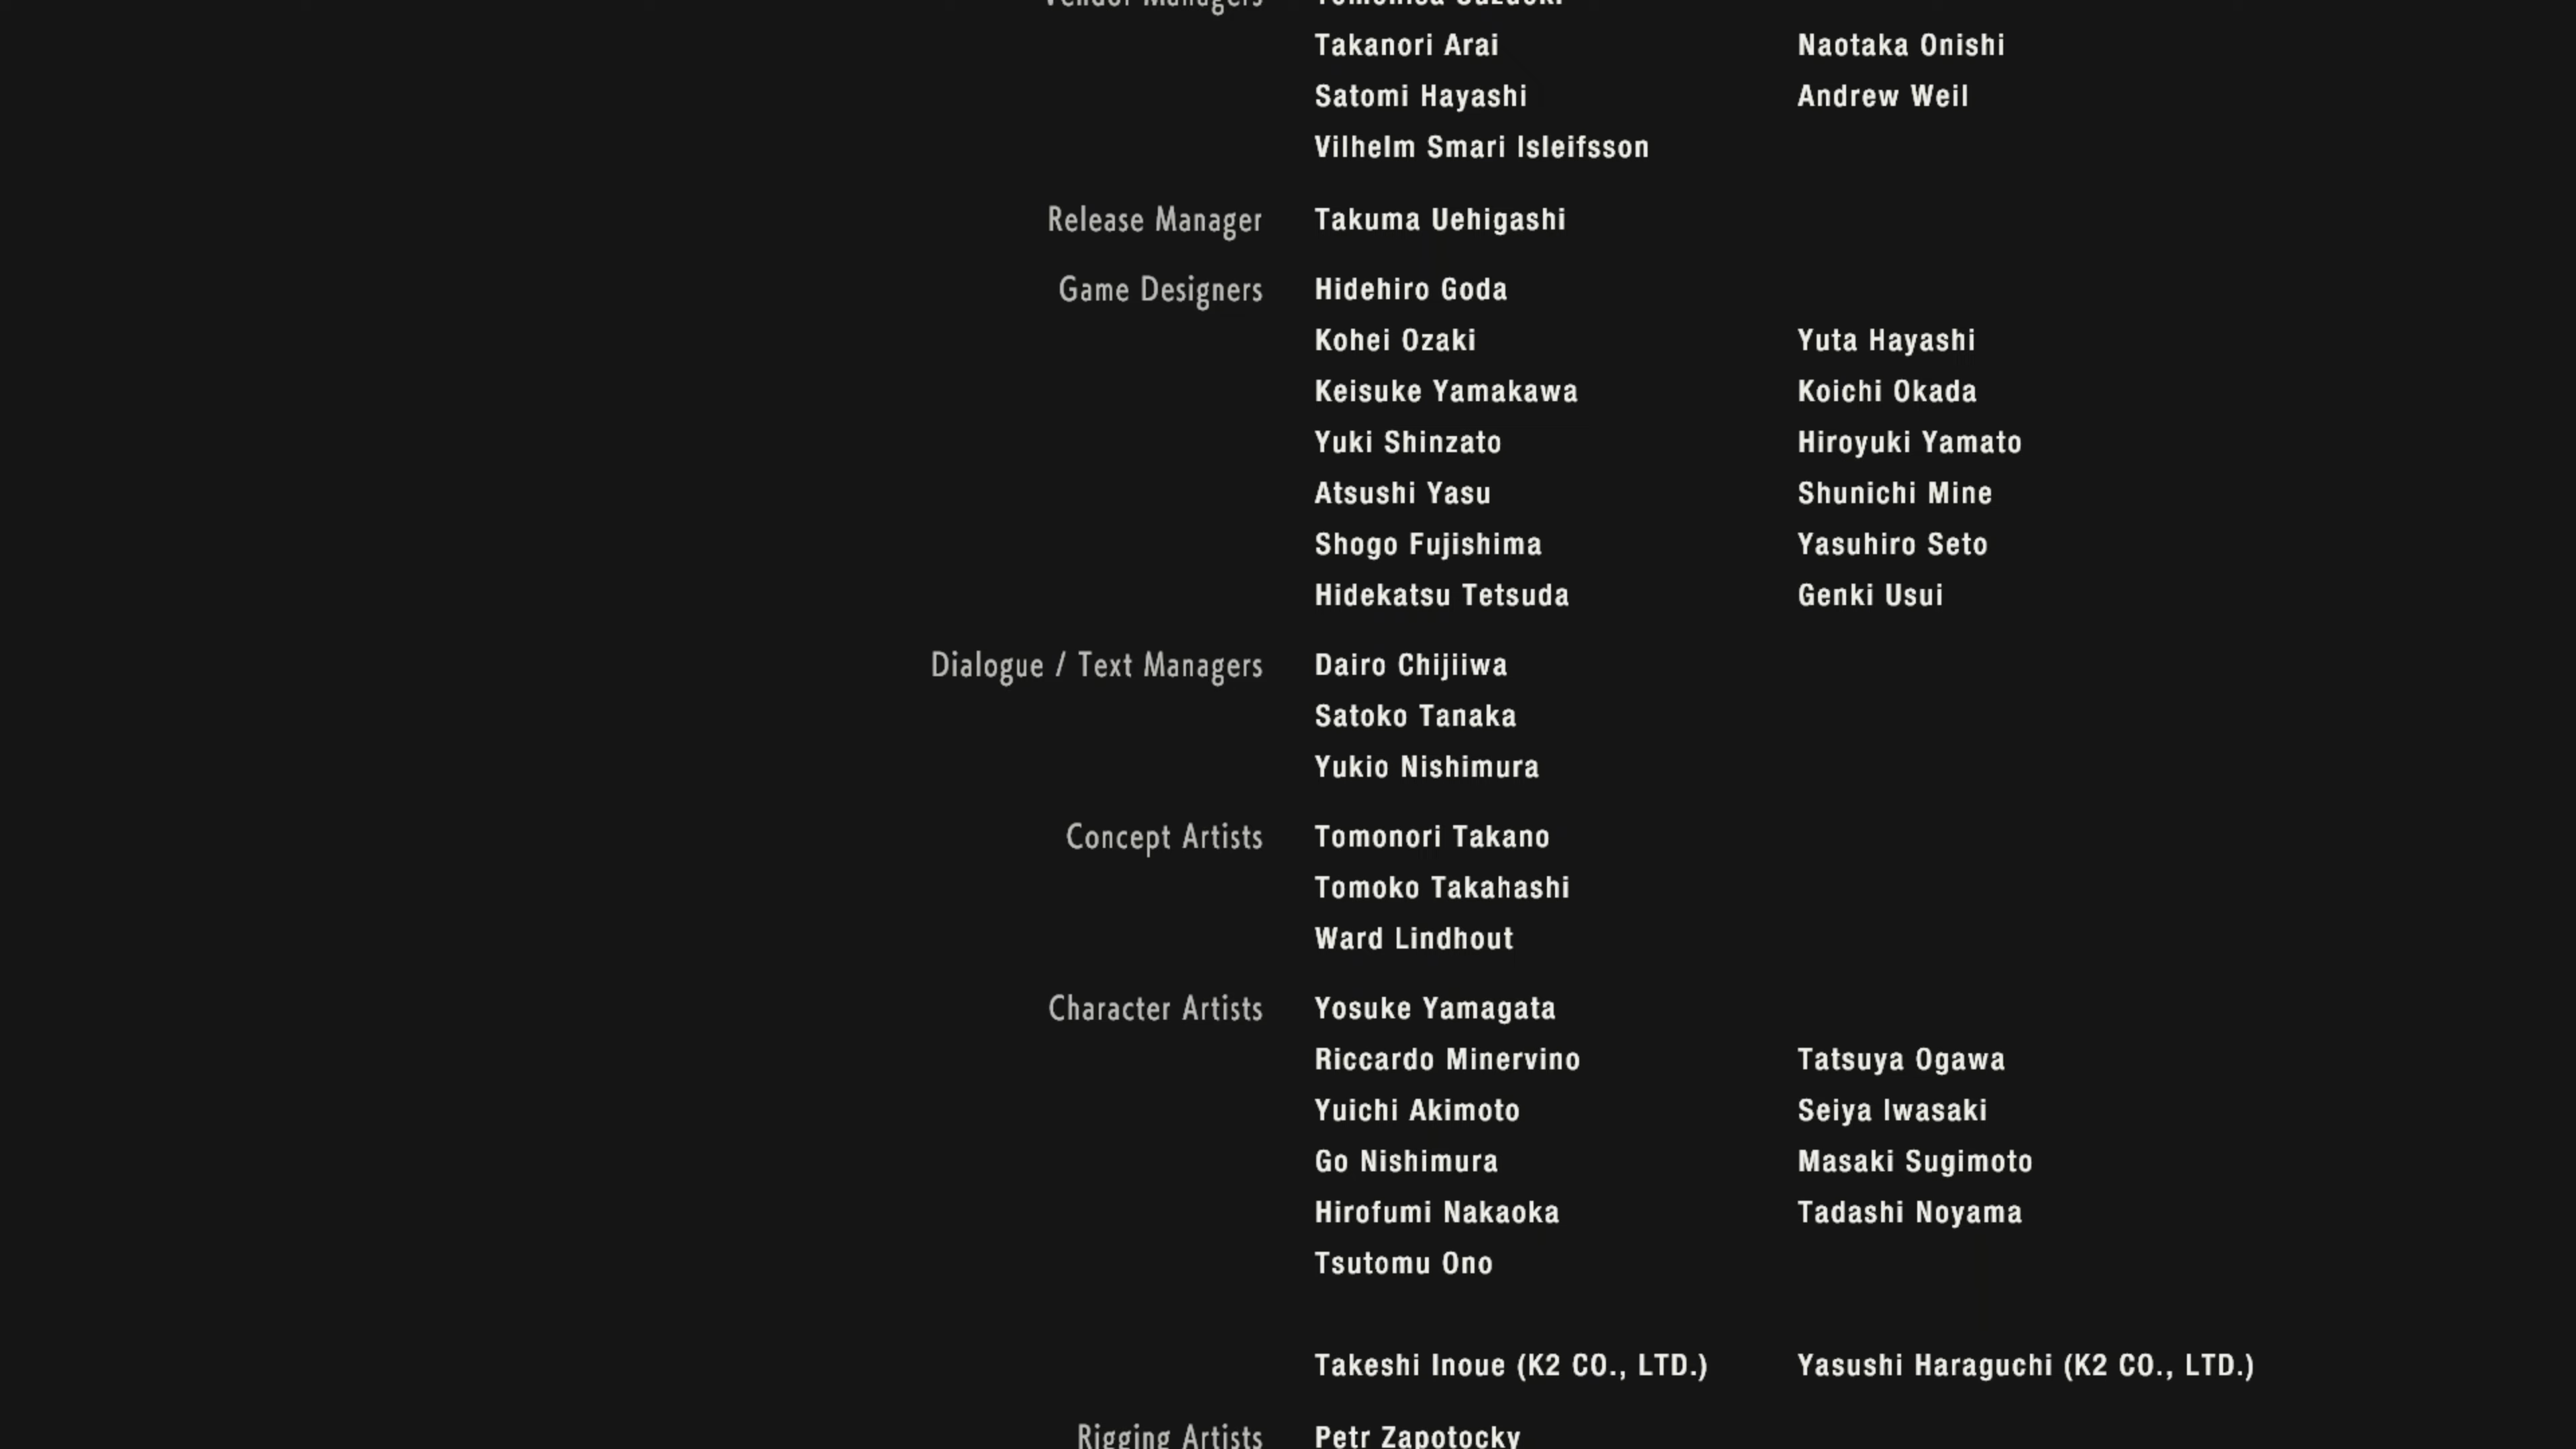 Vendor Managers
Takanori Arai Naotaka Onishi
Satomi Hayashi Andrew Weil
Vilhelm Smari Isleifsson
Release Manager Takuma Uehigashi
Game Designers Hidehiro Goda
Kohei Ozaki Yuta Hayashi
Keisuke Yamakawa Koichi Okada
Yuki Shinzato Hiroyuki Yamato
Atsushi Yasu Shunichi Mine
Shogo Fujishima Yasuhiro Seto
Hidekatsu Tetsuda Genki Usui
Dialogue / Text Managers Dairo Chijiiwa
Satoko Tanaka
Yukio Nishimura
Concept Artists Tomonori Takano
Tomoko Takahashi
Ward Lindhout
Character Artists Yosuke Yamagata
Riccardo Minervino Tatsuya Ogawa
Yuichi Akimoto Seiya Iwasaki
Go Nishimura Masaki Sugimoto
Hirofumi Nakaoka Tadashi Noyama
Tsutomu Ono
Takeshi Inoue (K2 CO., LTD.) Yasushi Haraguchi (K2 CO., LTD.)
Rigging Artists Petr Zapotocky